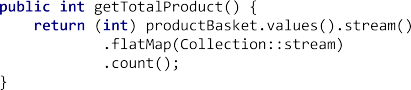 public int getTotalProduct() {
    return (int) productBasket.values().stream()
            .flatMap(Collection::stream)
            .count();
}